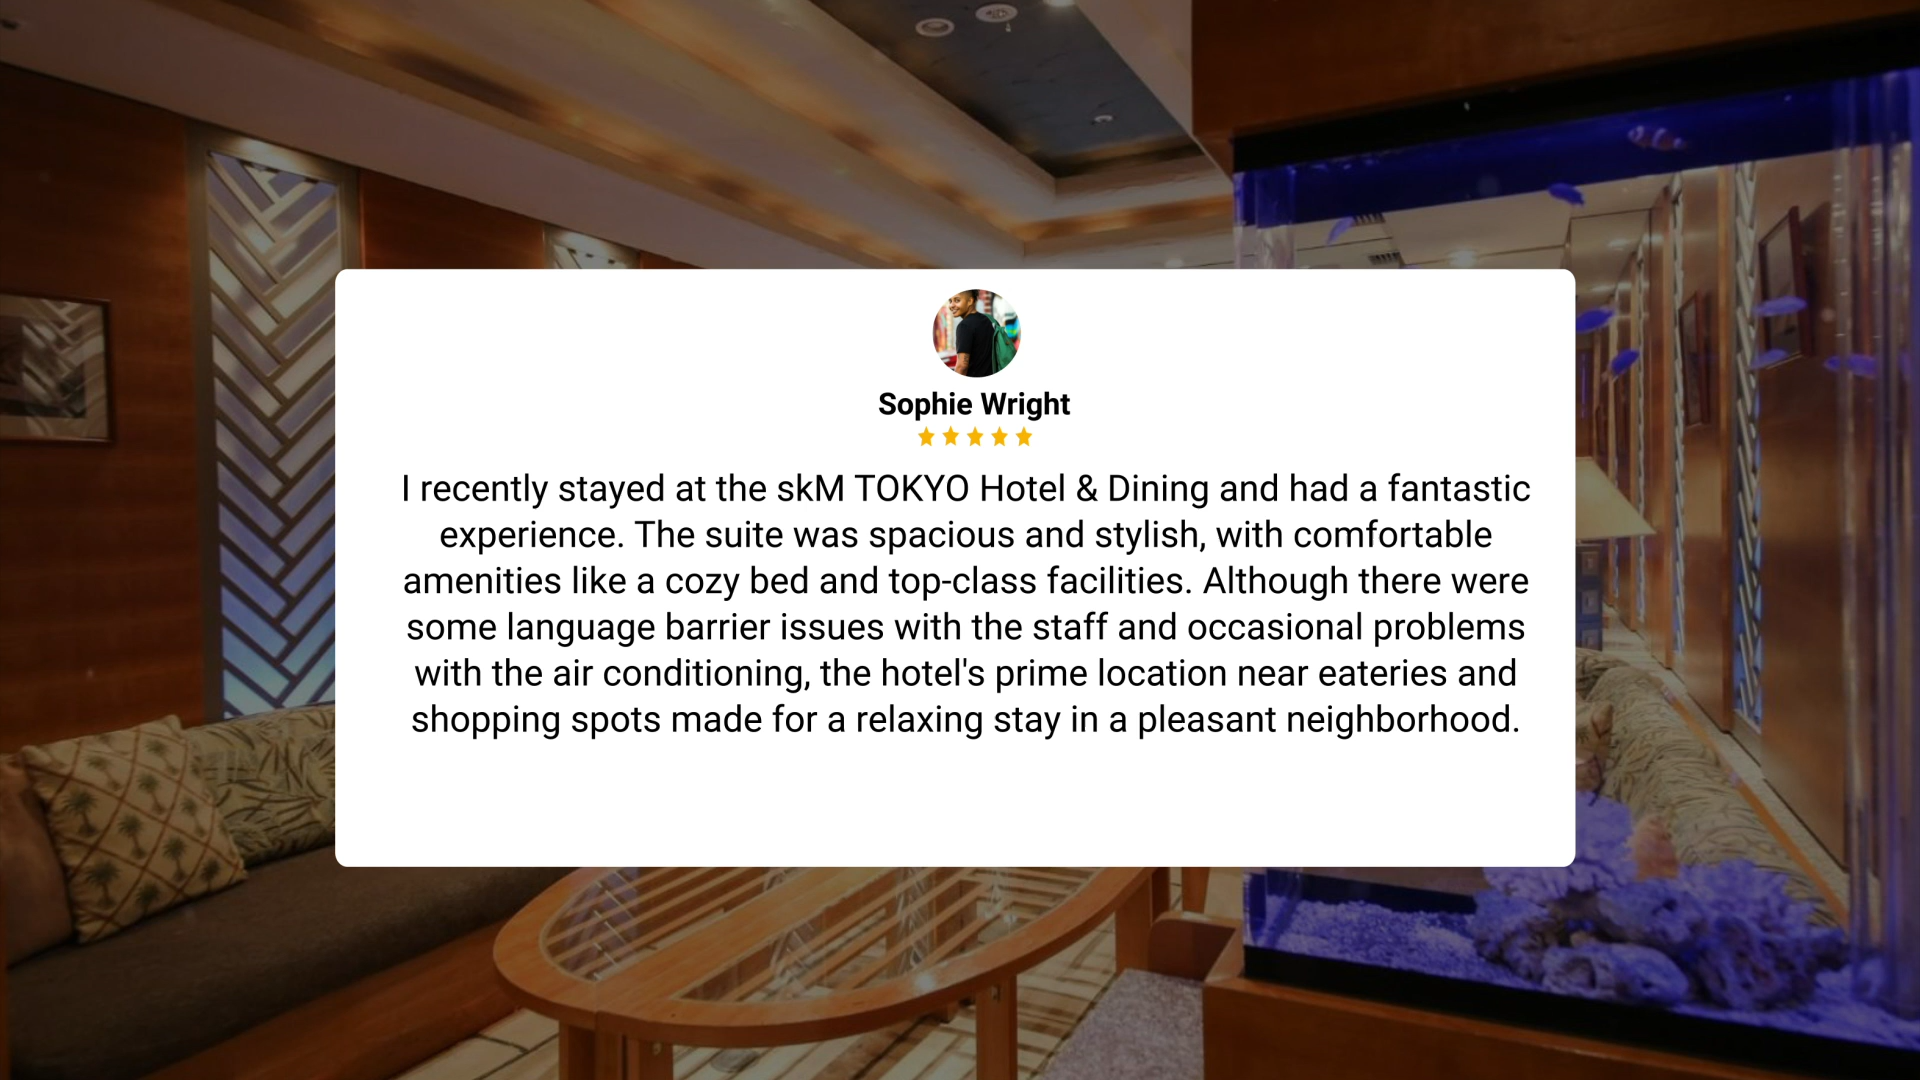 Sophie Wright
I recently stayed at the skM TOKYO Hotel & Dining and had a fantastic
experience. The suite was spacious and stylish, with comfortable
amenities like a cozy bed and top-class facilities. Although there were
some language barrier issues with the staff and occasional problems
with the air conditioning, the hotel's prime location near eateries and
shopping spots made for a relaxing stay in a pleasant neighborhood.